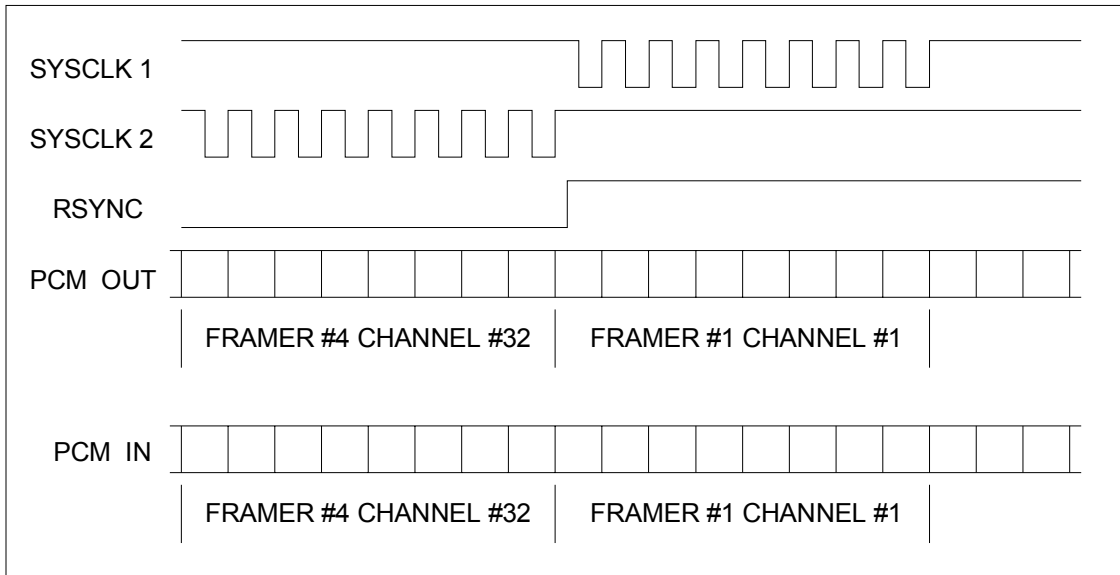 SYSCLK 1
SYSCLK 2
RSYNC
PCM OUT
FRAMER #4 CHANNEL #32 FRAMER #1 CHANNEL #1
PCM IN
FRAMER #4 CHANNEL #32 FRAMER #1 CHANNEL #1